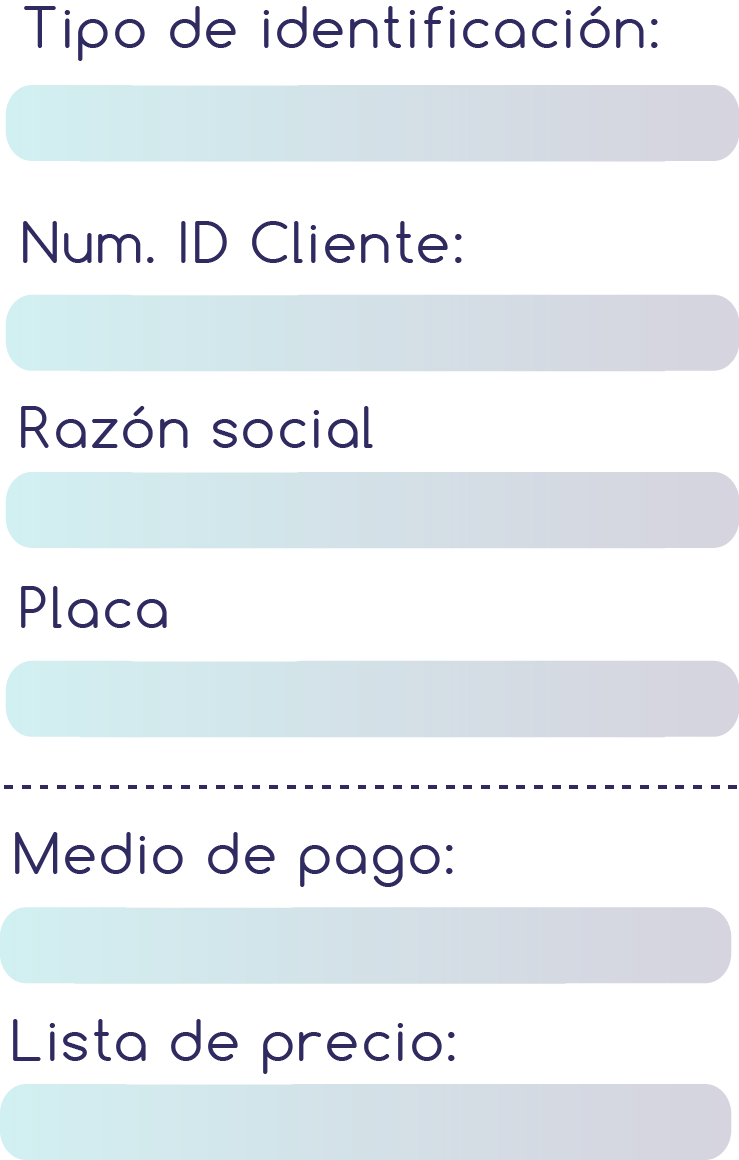 Tipo de identificación:
Num. ID Cliente:
Razón social
Placa
Medio de pago:
Lista de precio: